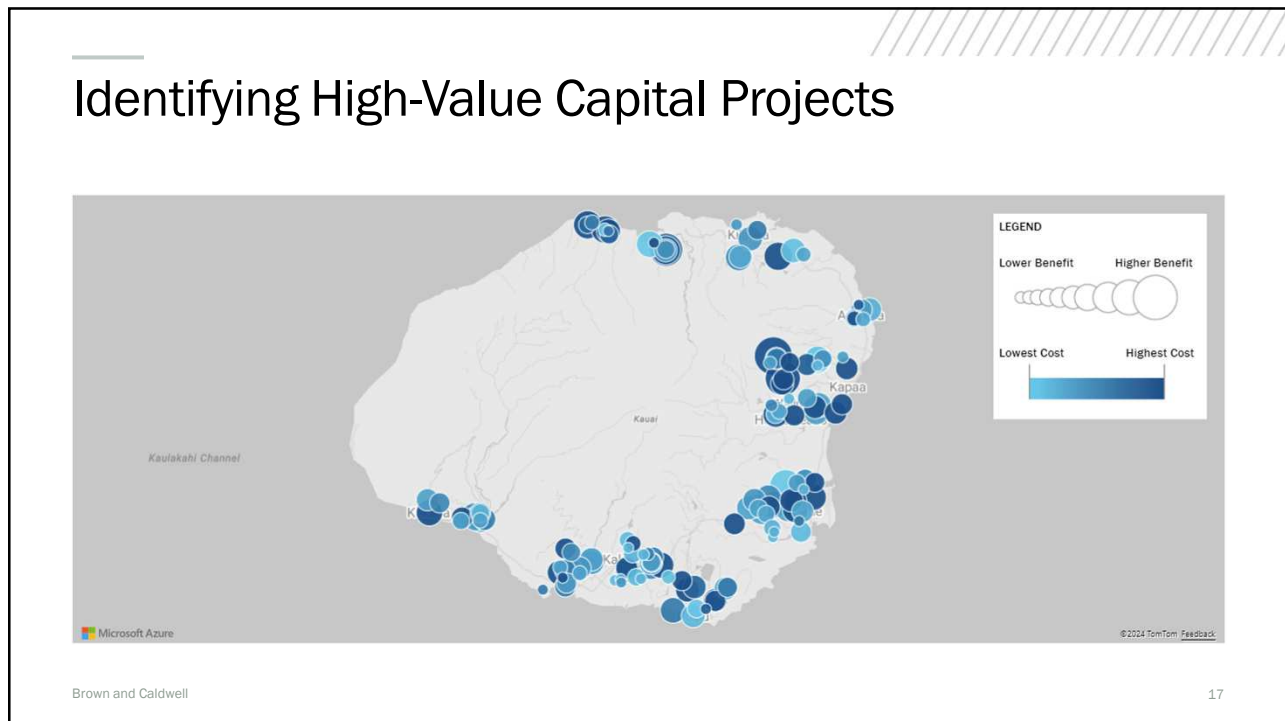 Identifying High-Value Capital Projects
LEGEND
Lower Benefit Higher Benefit
Lowest Cost Highest Cost
Kapaa
Kauai
Kaulakahi Channel
Microsoft Azure
©2024 TomTom Feedback
Brown and Caldwell
17